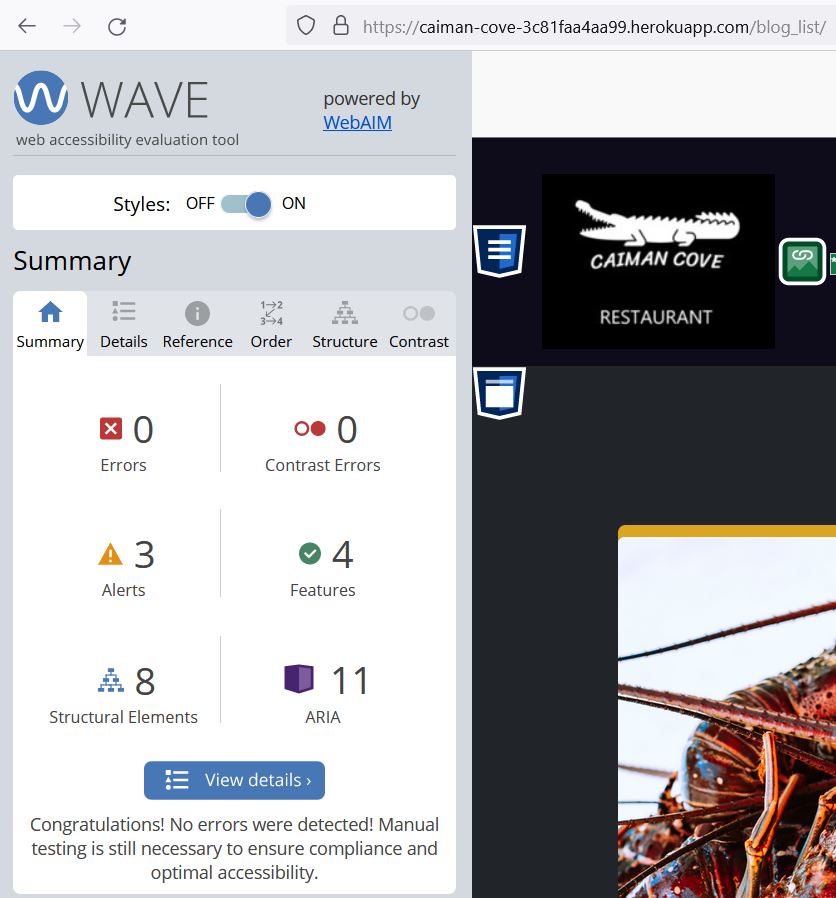 https://caiman-cove-3c81faa4aa99.herokuapp.com/blog_list/
WAVE
powered by
WebAIM
web accessibility evaluation tool
Styles: OFF ON
Summary
Summary Details Reference Order Structure Contrast
0 0
Errors Contrast Errors
3 4
Alerts Features
8 11
Structural Elements ARIA
View details ›
Congratulations! No errors were detected! Manual
testing is still necessary to ensure compliance and
optimal accessibility.
CAIMAN COVE
RESTAURANT